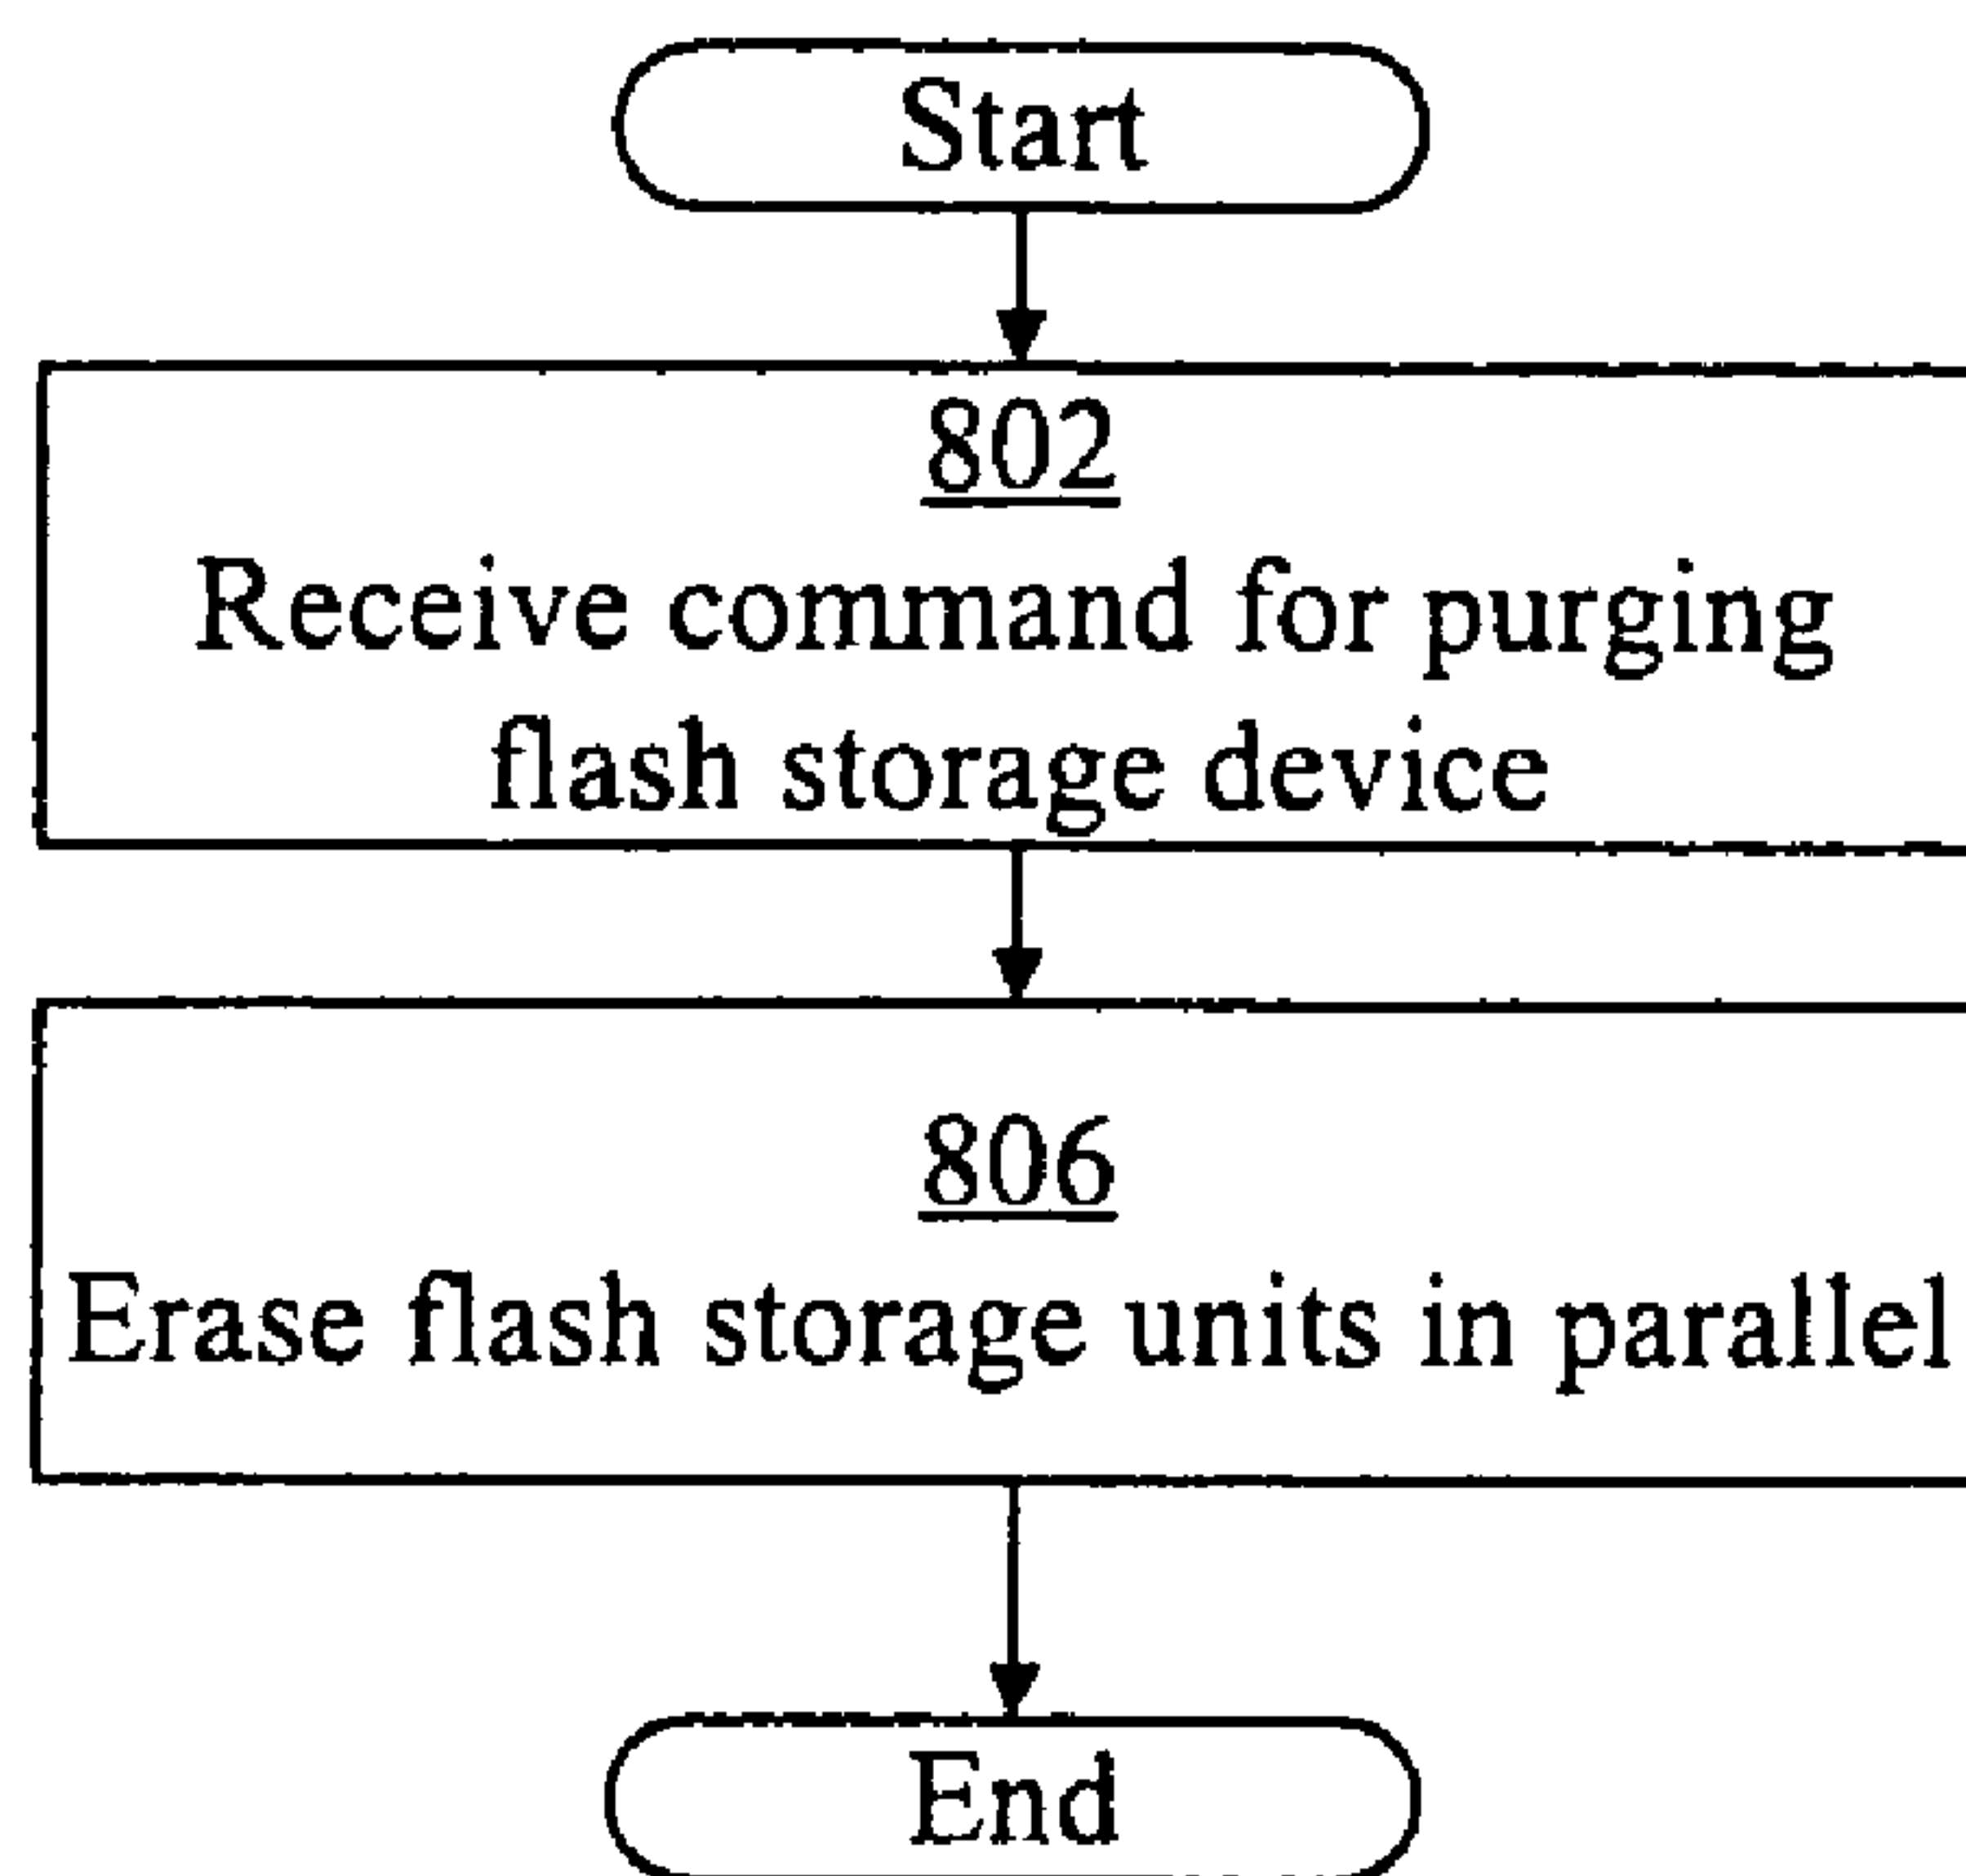 Start
802
Receive command for purging
flash storage device
806
Erase flash storage units in parallel
End